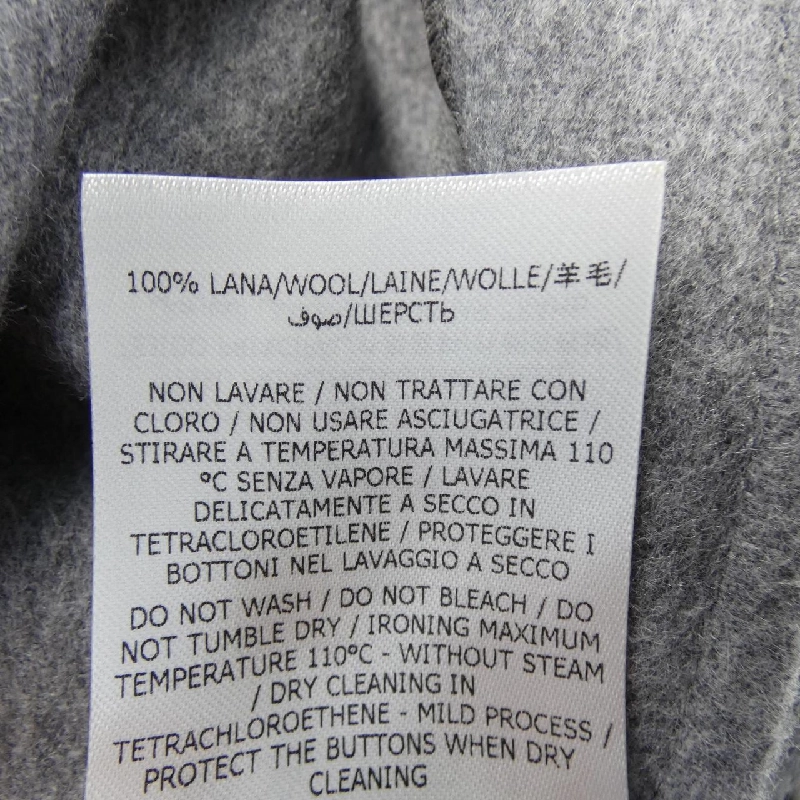 100% LANA/WOOL/LAINE/WOLLE/羊毛/
صوف/ШЕРСТЬ
NON LAVARE / NON TRATTARE CON
CLORO / NON USARE ASCIUGATRICE /
STIRARE A TEMPERATURA MASSIMA 110
°C SENZA VAPORE / LAVARE
DELICATAMENTE A SECCO IN
TETRACLOROETILENE / PROTEGGERE I
BOTTONI NEL LAVAGGIO A SECCO
DO NOT WASH / DO NOT BLEACH / DO
NOT TUMBLE DRY / IRONING MAXIMUM
TEMPERATURE 110°C - WITHOUT STEAM
/ DRY CLEANING IN
TETRACHLOROETHENE - MILD PROCESS /
PROTECT THE BUTTONS WHEN DRY
CLEANING